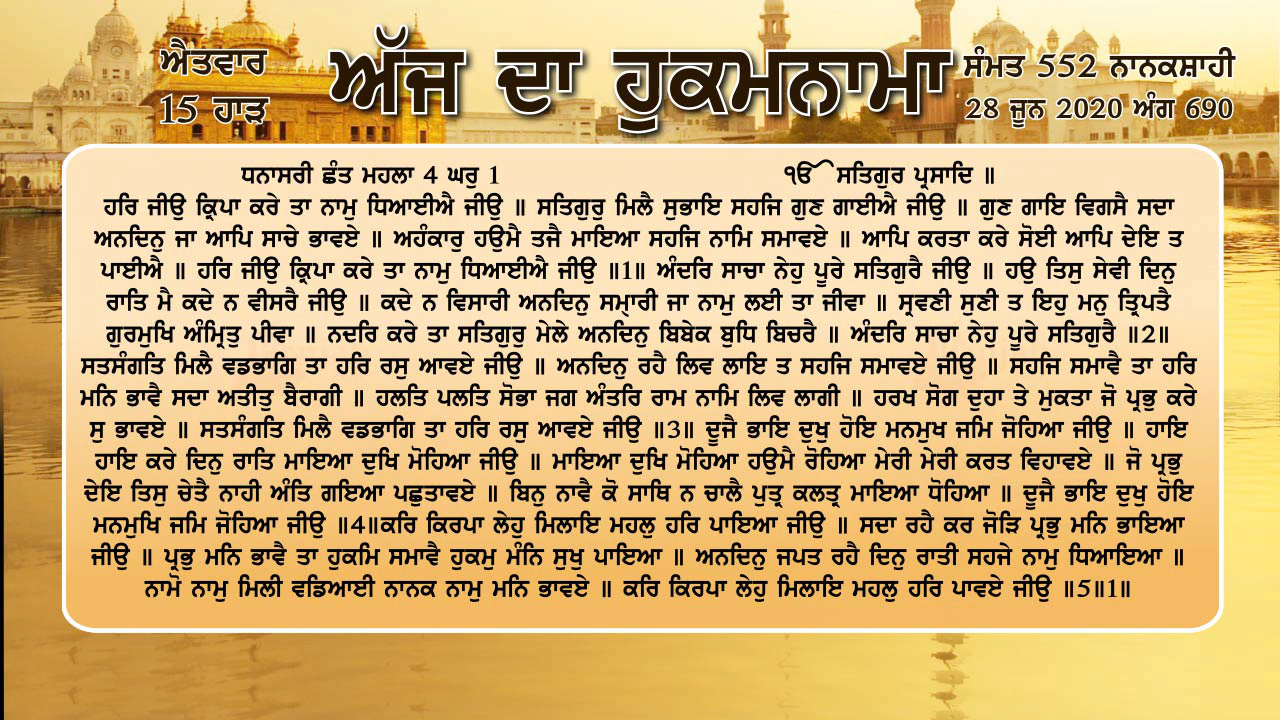 ਐਤਵਾਰ
15 ਹਾੜ
ਅੱਜ ਦਾ ਹੁਕਮਨਾਮਾ
ਸੰਮਤ 552 ਨਾਨਕਸ਼ਾਹੀ
28 ਜੂਨ 2020 ਅੰਗ 690
ਧਨਾਸਰੀ ਛੰਤ ਮਹਲਾ 4 ਘਰੁ 1 ੴ ਸਤਿਗੁਰ ਪ੍ਰਸਾਦਿ ॥
ਹਰਿ ਜੀਉ ਕ੍ਰਿਪਾ ਕਰੇ ਤਾ ਨਾਮੁ ਧਿਆਈਐ ਜੀਉ ॥ ਸਤਿਗੁਰੁ ਮਿਲੈ ਸੁਭਾਇ ਸਹਜਿ ਗੁਣ ਗਾਈਐ ਜੀਉ ॥ ਗੁਣ ਗਾਇ ਵਿਗਸੈ ਸਦਾ
ਅਨਦਿਨੁ ਜਾ ਆਪਿ ਸਾਚੇ ਭਾਵਏ ॥ ਅਹੰਕਾਰੁ ਹਉਮੈ ਤਜੈ ਮਾਇਆ ਸਹਜਿ ਨਾਮਿ ਸਮਾਵਏ ॥ ਆਪਿ ਕਰਤਾ ਕਰੇ ਸੋਈ ਆਪਿ ਦੇਇ ਤ
ਪਾਈਐ ॥ ਹਰਿ ਜੀਉ ਕ੍ਰਿਪਾ ਕਰੇ ਤਾ ਨਾਮੁ ਧਿਆਈਐ ਜੀਉ ॥1॥ ਅੰਦਰਿ ਸਾਚਾ ਨੇਹੁ ਪੂਰੇ ਸਤਿਗੁਰੈ ਜੀਉ ॥ ਹਉ ਤਿਸੁ ਸੇਵੀ ਦਿਨੁ
ਰਾਤਿ ਮੈ ਕਦੇ ਨ ਵੀਸਰੈ ਜੀਉ ॥ ਕਦੇ ਨ ਵਿਸਾਰੀ ਅਨਦਿਨੁ ਸਮ੍ਾਰੀ ਜਾ ਨਾਮੁ ਲਈ ਤਾ ਜੀਵਾ ॥ ਸ੍ਰਵਣੀ ਸੁਣੀ ਤ ਇਹੁ ਮਨੁ ਤ੍ਰਿਪਤੈ
ਗੁਰਮੁਖਿ ਅੰਮ੍ਰਿਤੁ ਪੀਵਾ ॥ ਨਦਰਿ ਕਰੇ ਤਾ ਸਤਿਗੁਰੁ ਮੇਲੇ ਅਨਦਿਨੁ ਬਿਬੇਕ ਬੁਧਿ ਬਿਚਰੈ ॥ ਅੰਦਰਿ ਸਾਚਾ ਨੇਹੁ ਪੂਰੇ ਸਤਿਗੁਰੈ ॥2॥
ਸਤਸੰਗਤਿ ਮਿਲੈ ਵਡਭਾਗਿ ਤਾ ਹਰਿ ਰਸੁ ਆਵਏ ਜੀਉ ॥ ਅਨਦਿਨੁ ਰਹੈ ਲਿਵ ਲਾਇ ਤ ਸਹਜਿ ਸਮਾਵਏ ਜੀਉ ॥ ਸਹਜਿ ਸਮਾਵੈ ਤਾ ਹਰਿ
ਮਨਿ ਭਾਵੈ ਸਦਾ ਅਤੀਤੁ ਬੈਰਾਗੀ ॥ ਹਲਤਿ ਪਲਤਿ ਸੋਭਾ ਜਗ ਅੰਤਰਿ ਰਾਮ ਨਾਮਿ ਲਿਵ ਲਾਗੀ ॥ ਹਰਖ ਸੋਗ ਦੁਹਾ ਤੇ ਮੁਕਤਾ ਜੋ ਪ੍ਰਭੁ ਕਰੇ
ਸੁ ਭਾਵਏ ॥ ਸਤਸੰਗਤਿ ਮਿਲੈ ਵਡਭਾਗਿ ਤਾ ਹਰਿ ਰਸੁ ਆਵਏ ਜੀਉ ॥3॥ ਦੂਜੈ ਭਾਇ ਦੁਖੁ ਹੋਇ ਮਨਮੁਖ ਜਮਿ ਜੋਹਿਆ ਜੀਉ ॥ ਹਾਇ
ਹਾਇ ਕਰੇ ਦਿਨੁ ਰਾਤਿ ਮਾਇਆ ਦੁਖਿ ਮੋਹਿਆ ਜੀਉ ॥ ਮਾਇਆ ਦੁਖਿ ਮੋਹਿਆ ਹਉਮੈ ਰੋਹਿਆ ਮੇਰੀ ਮੇਰੀ ਕਰਤ ਵਿਹਾਵਏ ॥ ਜੋ ਪ੍ਰਭੁ
ਦੇਇ ਤਿਸੁ ਚੇਤੈ ਨਾਹੀ ਅੰਤਿ ਗਇਆ ਪਛੁਤਾਵਏ ॥ ਬਿਨੁ ਨਾਵੈ ਕੋ ਸਾਥਿ ਨ ਚਾਲੈ ਪੁਤ੍ਰ ਕਲਤ੍ਰ ਮਾਇਆ ਧੋਹਿਆ ॥ ਦੂਜੈ ਭਾਇ ਦੁਖੁ ਹੋਇ
ਮਨਮੁਖਿ ਜਮਿ ਜੋਹਿਆ ਜੀਉ ॥4॥ਕਰਿ ਕਿਰਪਾ ਲੇਹੁ ਮਿਲਾਇ ਮਹਲੁ ਹਰਿ ਪਾਇਆ ਜੀਉ ॥ ਸਦਾ ਰਹੈ ਕਰ ਜੋੜਿ ਪ੍ਰਭੁ ਮਨਿ ਭਾਇਆ
ਜੀਉ ॥ ਪ੍ਰਭੁ ਮਨਿ ਭਾਵੈ ਤਾ ਹੁਕਮਿ ਸਮਾਵੈ ਹੁਕਮੁ ਮੰਨਿ ਸੁਖੁ ਪਾਇਆ ॥ ਅਨਦਿਨੁ ਜਪਤ ਰਹੈ ਦਿਨੁ ਰਾਤੀ ਸਹਜੇ ਨਾਮੁ ਧਿਆਇਆ ॥
ਨਾਮੋ ਨਾਮੁ ਮਿਲੀ ਵਡਿਆਈ ਨਾਨਕ ਨਾਮੁ ਮਨਿ ਭਾਵਏ ॥ ਕਰਿ ਕਿਰਪਾ ਲੇਹੁ ਮਿਲਾਇ ਮਹਲੁ ਹਰਿ ਪਾਵਏ ਜੀਉ ॥5॥1॥